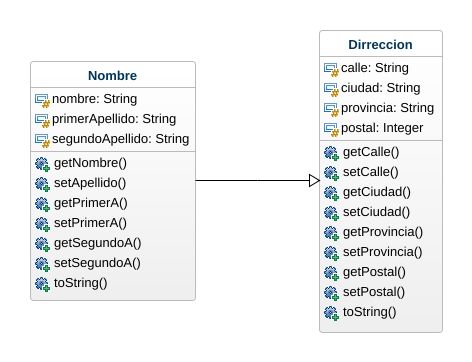 Nombre
nombre: String
primerApellido: String
segundoApellido: String
getNombre()
setApellido()
getPrimerA()
setPrimerA()
getSegundoA()
setSegundoA()
toString()
Dirreccion
calle: String
ciudad: String
provincia: String
postal: Integer
getCalle()
setCalle()
getCiudad()
setCiudad()
getProvincia()
setProvincia()
getPostal()
setPostal()
toString()